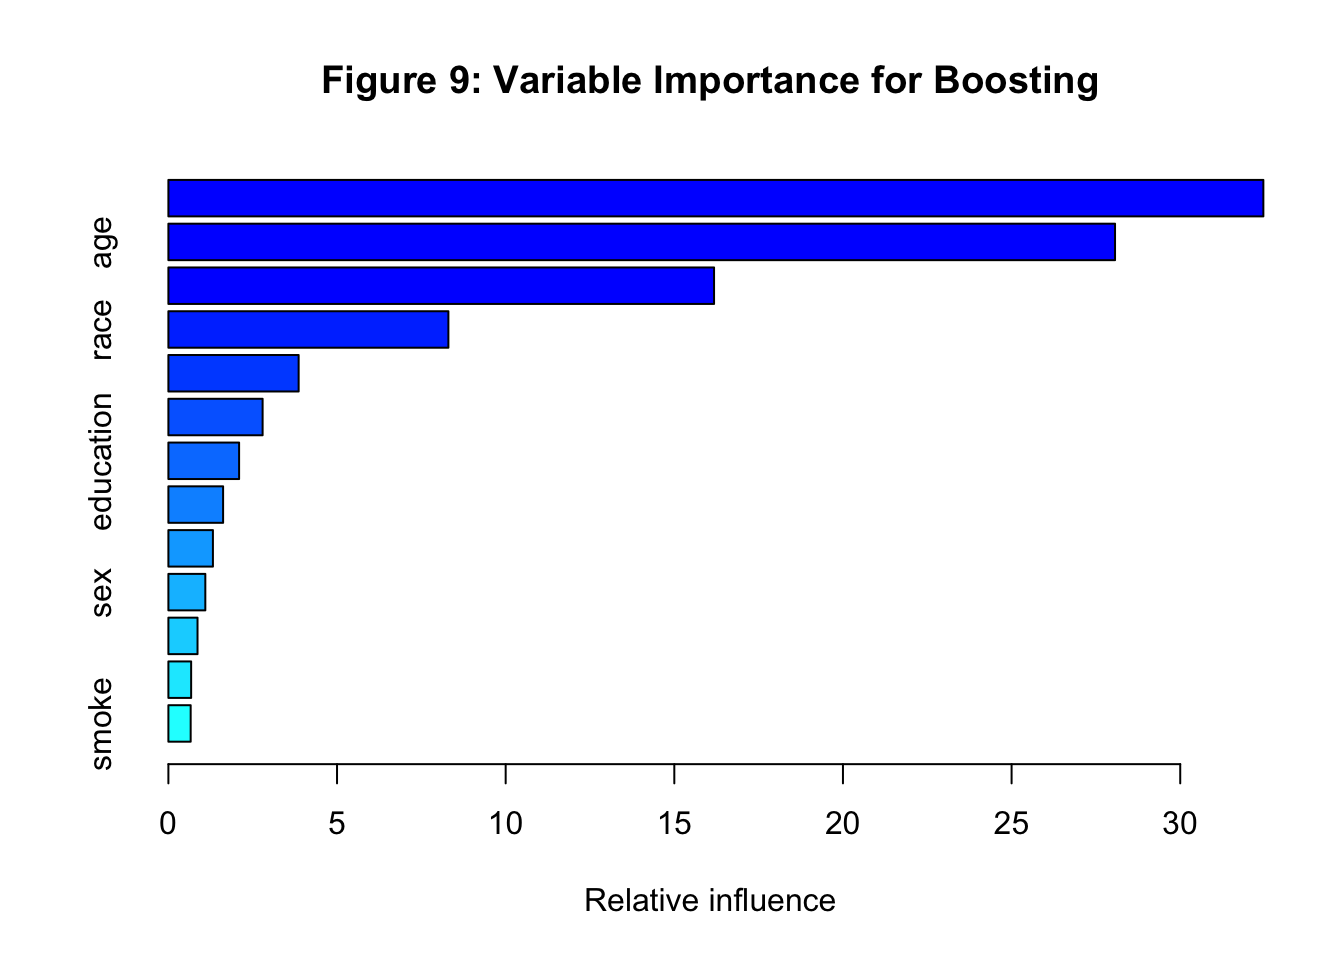 Figure 9: Variable Importance for Boosting
age
race
education
sex
smoke
0 5 10 15 20 25 30
Relative influence